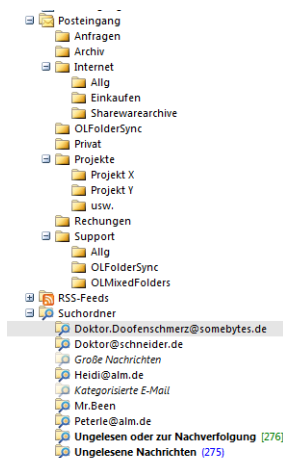 Posteingang
Anfragen
Archiv
Internet
Allg
Einkaufen
Sharewarearchive
OLFolderSync
Privat
Projekte
Projekt X
Projekt Y
usw.
Rechungen
Support
Allg
OLFolderSync
OLMixedFolders
RSS-Feeds
Suchordner
Doktor.Doofenschmerz@somebytes.de
Doktor@schneider.de
Große Nachrichten
Heidi@alm.de
Kategorisierte E-Mail
Mr.Been
Peterle@alm.de
Ungelesen oder zur Nachverfolgung [276]
Ungelesene Nachrichten (275)